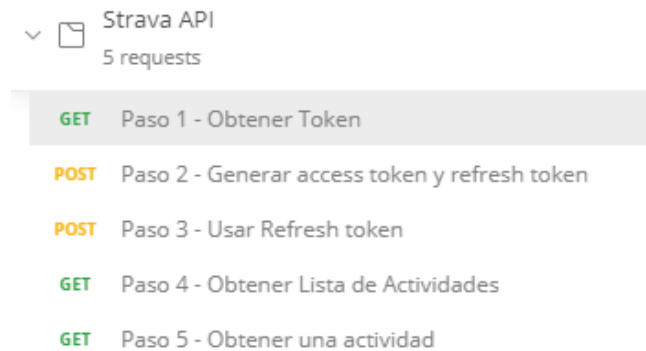 Strava API
5 requests
GET Paso 1 - Obtener Token
POST Paso 2 - Generar access token y refresh token
POST Paso 3 - Usar Refresh token
GET Paso 4 - Obtener Lista de Actividades
GET Paso 5 - Obtener una actividad